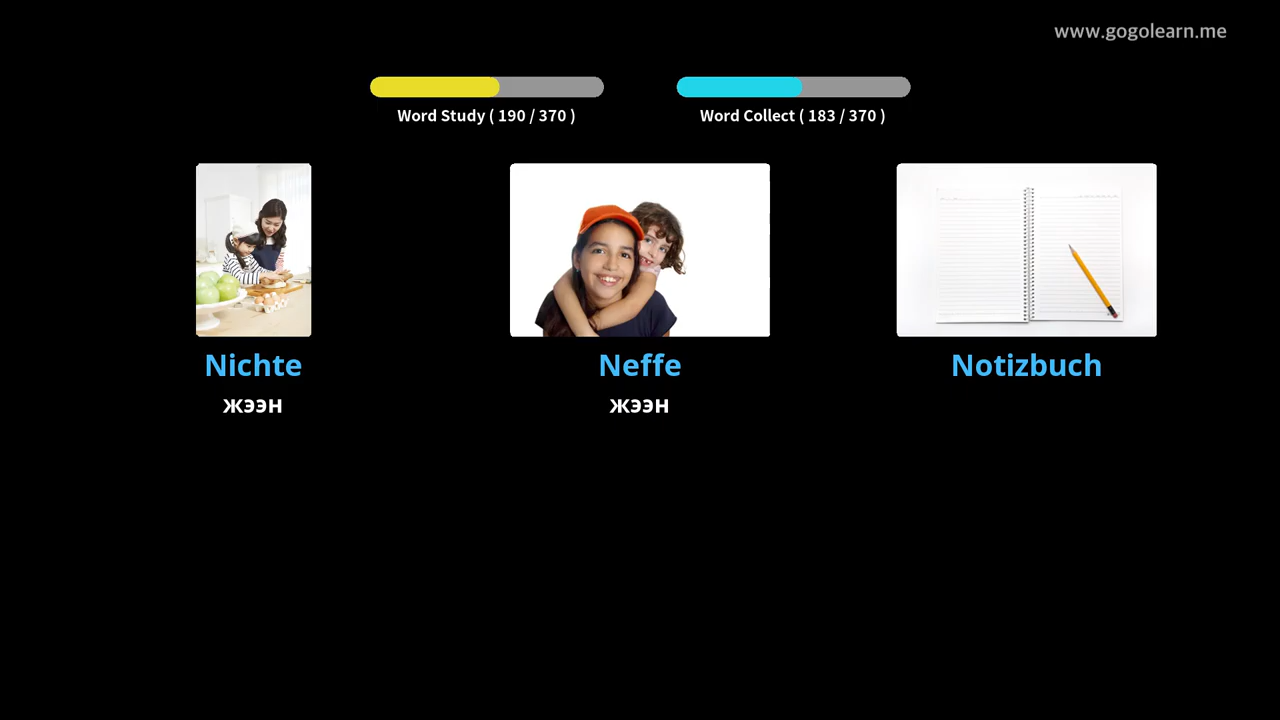 www.gogolearn.me
Word Study ( 190 / 370 )
Word Collect ( 183 / 370 )
Nichte
Neffe
Notizbuch
жээн
жээн